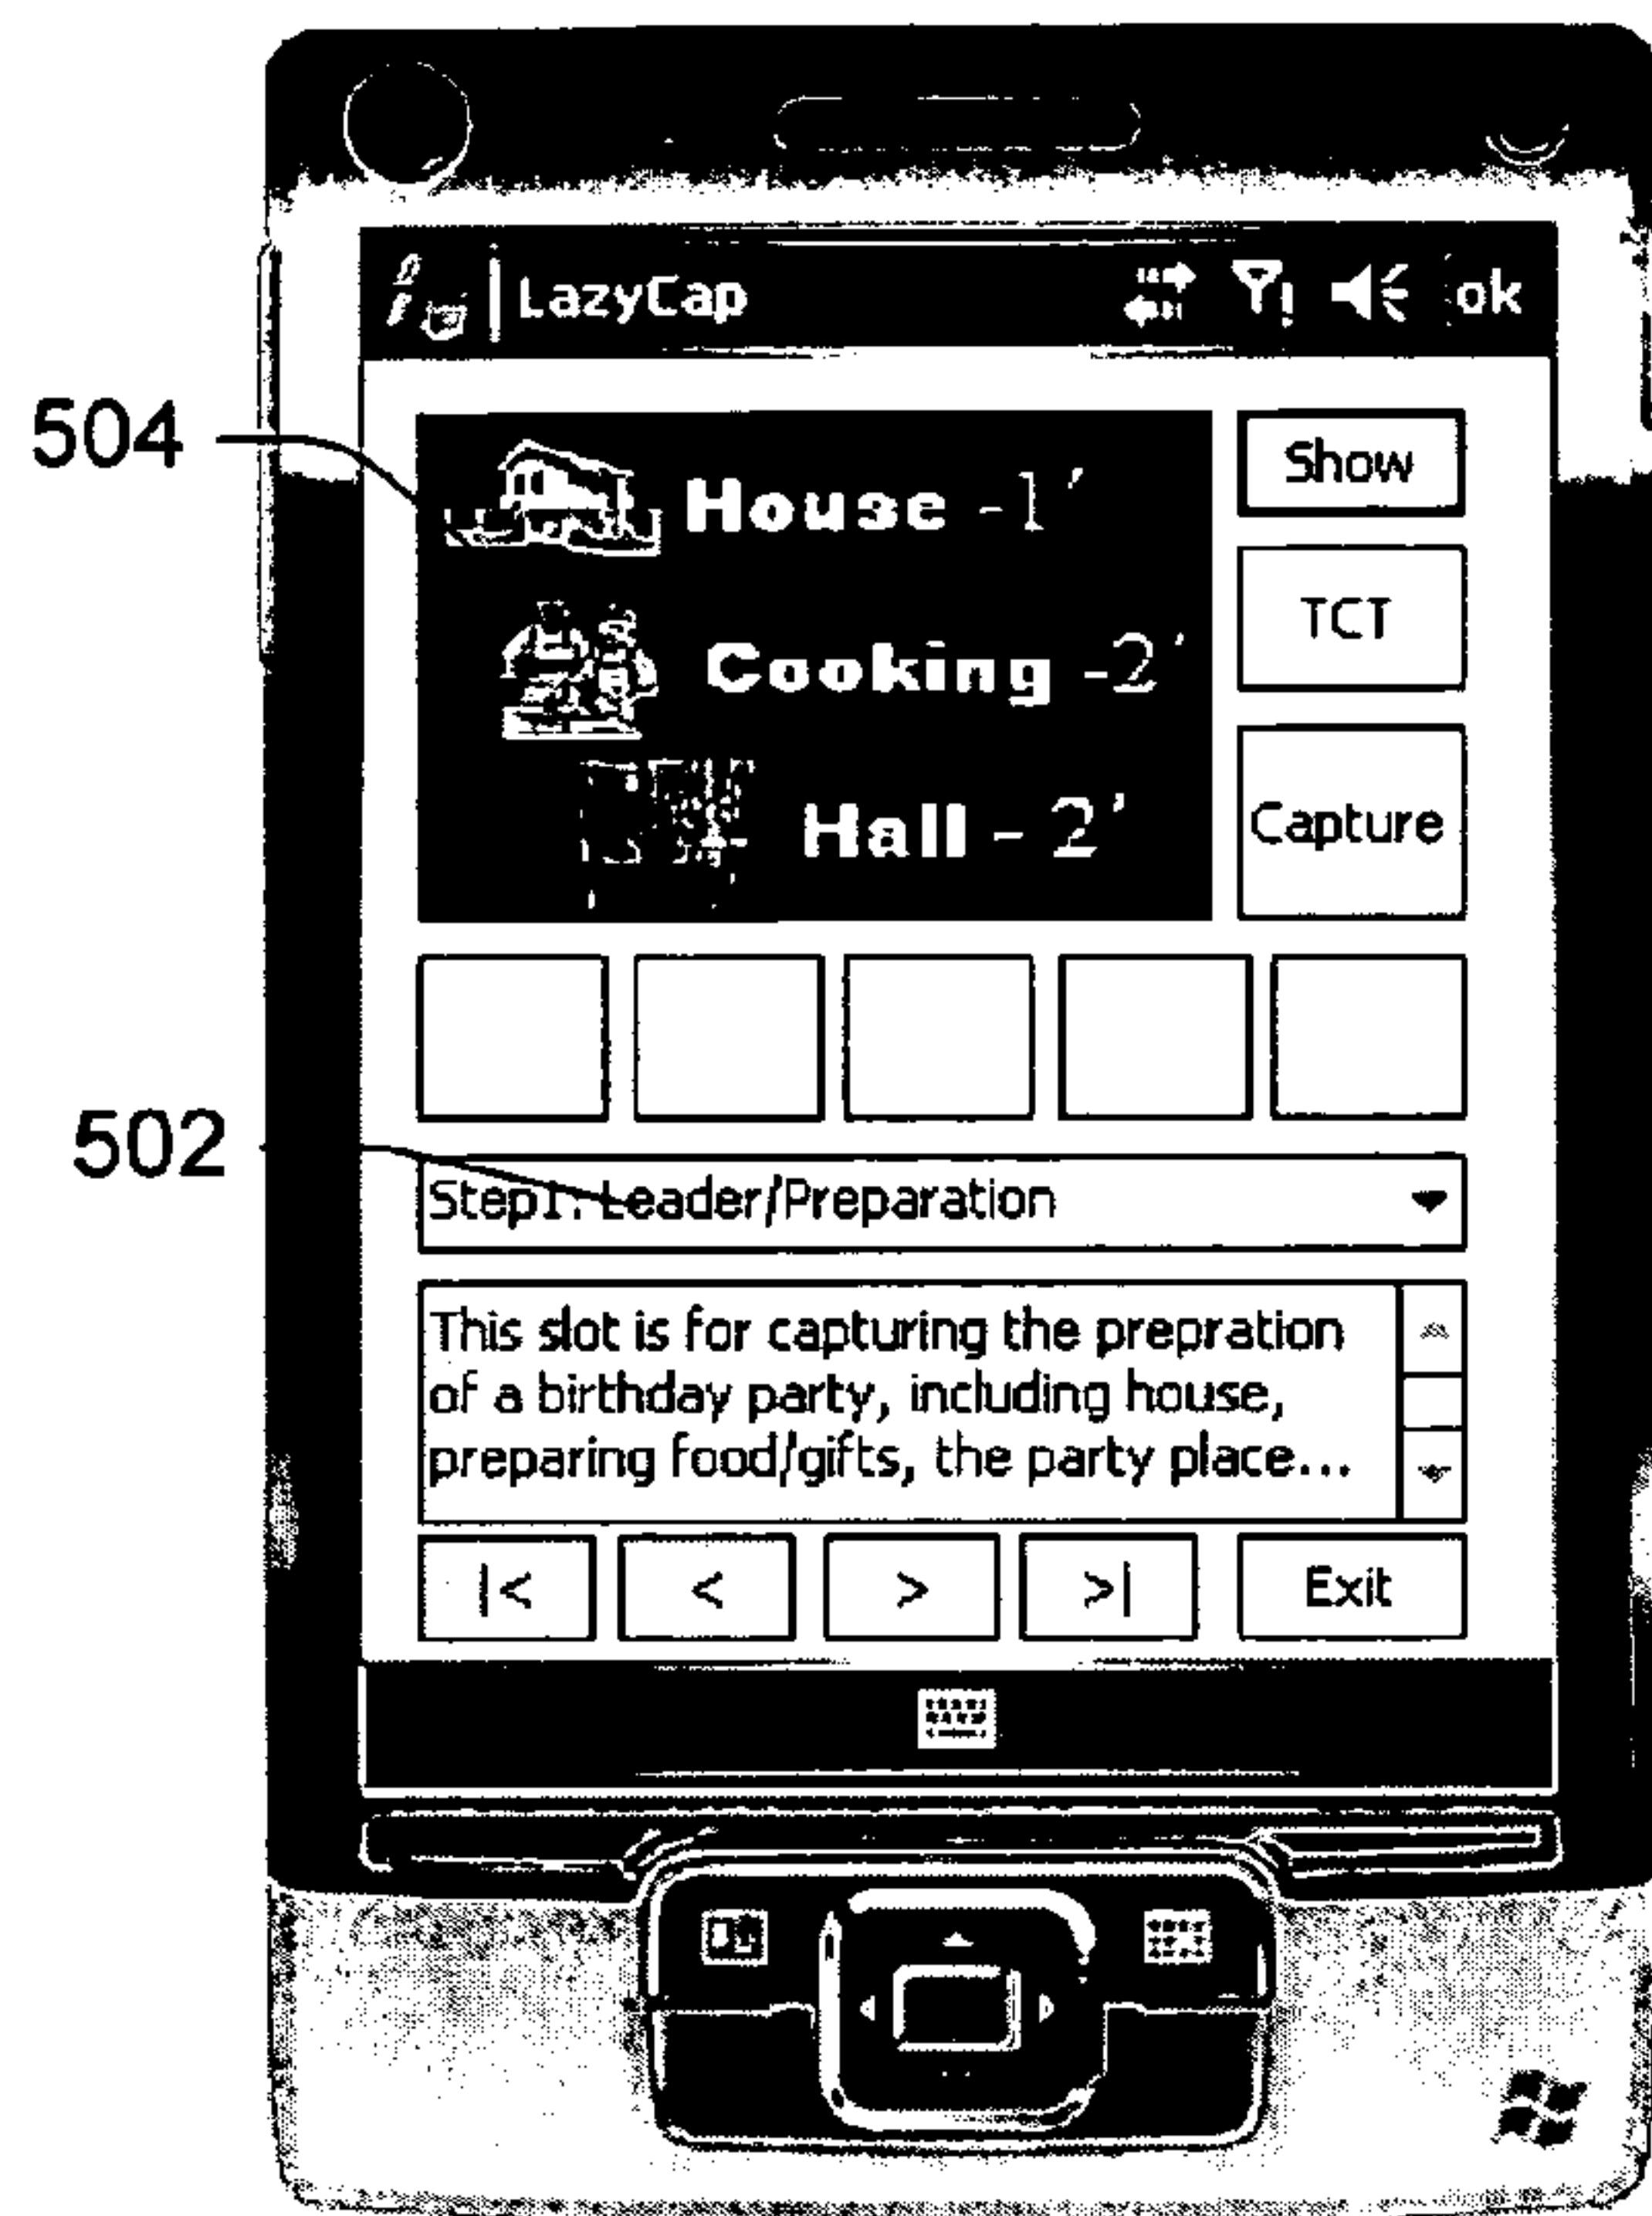 LazyCap ok
504
House -1′
Show
Cooking -2′
TCT
Hall - 2′
Capture
502
Step1: Leader/Preparation
This slot is for capturing the prepration
of a birthday party, including house,
preparing food/gifts, the party place...
|< < > >| Exit